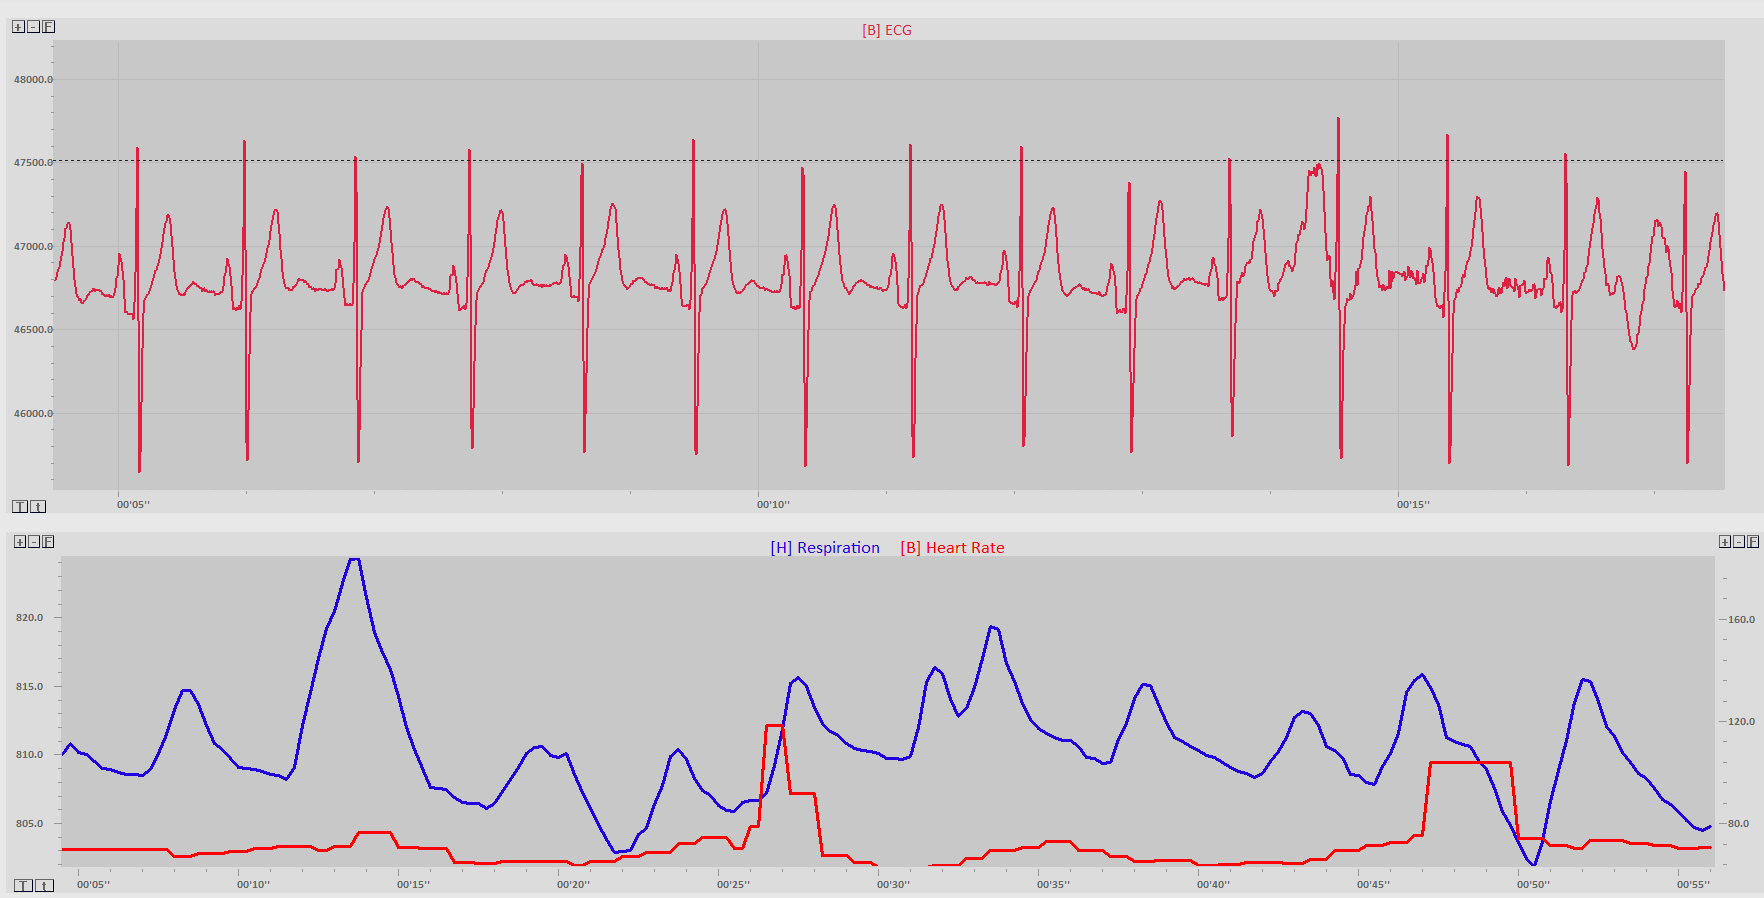 + - F
[B] ECG
48000.0
47500.0
47000.0
46500.0
46000.0
00'05'' 00'10'' 00'15''
T t
+ - F
[H] Respiration [B] Heart Rate
+ - F
820.0 160.0
815.0
120.0
810.0
805.0 80.0
00'05'' 00'10'' 00'15'' 00'20'' 00'25'' 00'30'' 00'35'' 00'40'' 00'45'' 00'50'' 00'55''
T t